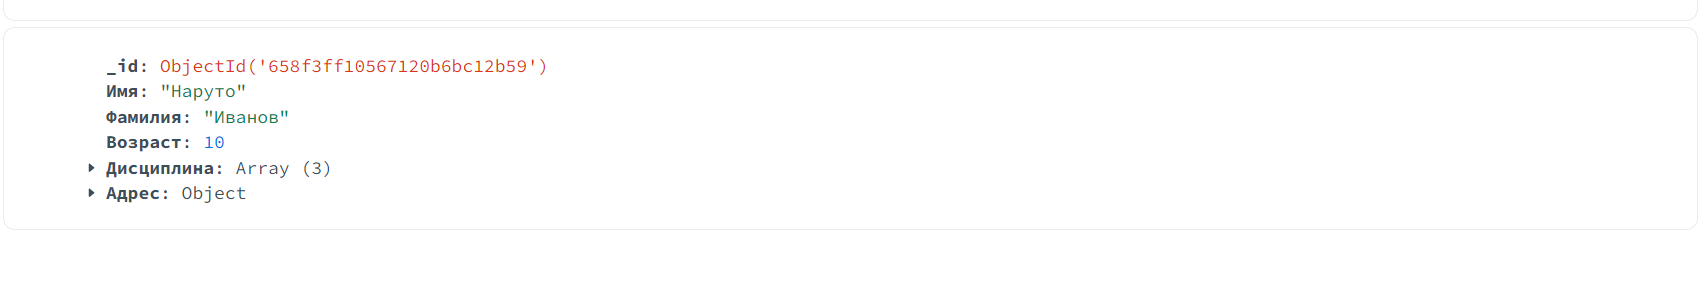 _id: ObjectId('658f3ff10567120b6bc12b59')
Имя: "Наруто"
Фамилия: "Иванов"
Возраст: 10
Дисциплина: Array (3)
Адрес: Object